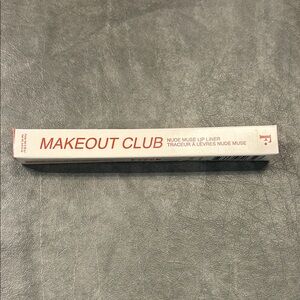 MAKEOUT CLUB
NUDE MUSE LIP LINER
TRACEUR À LÈVRES NUDE MUSE
F.